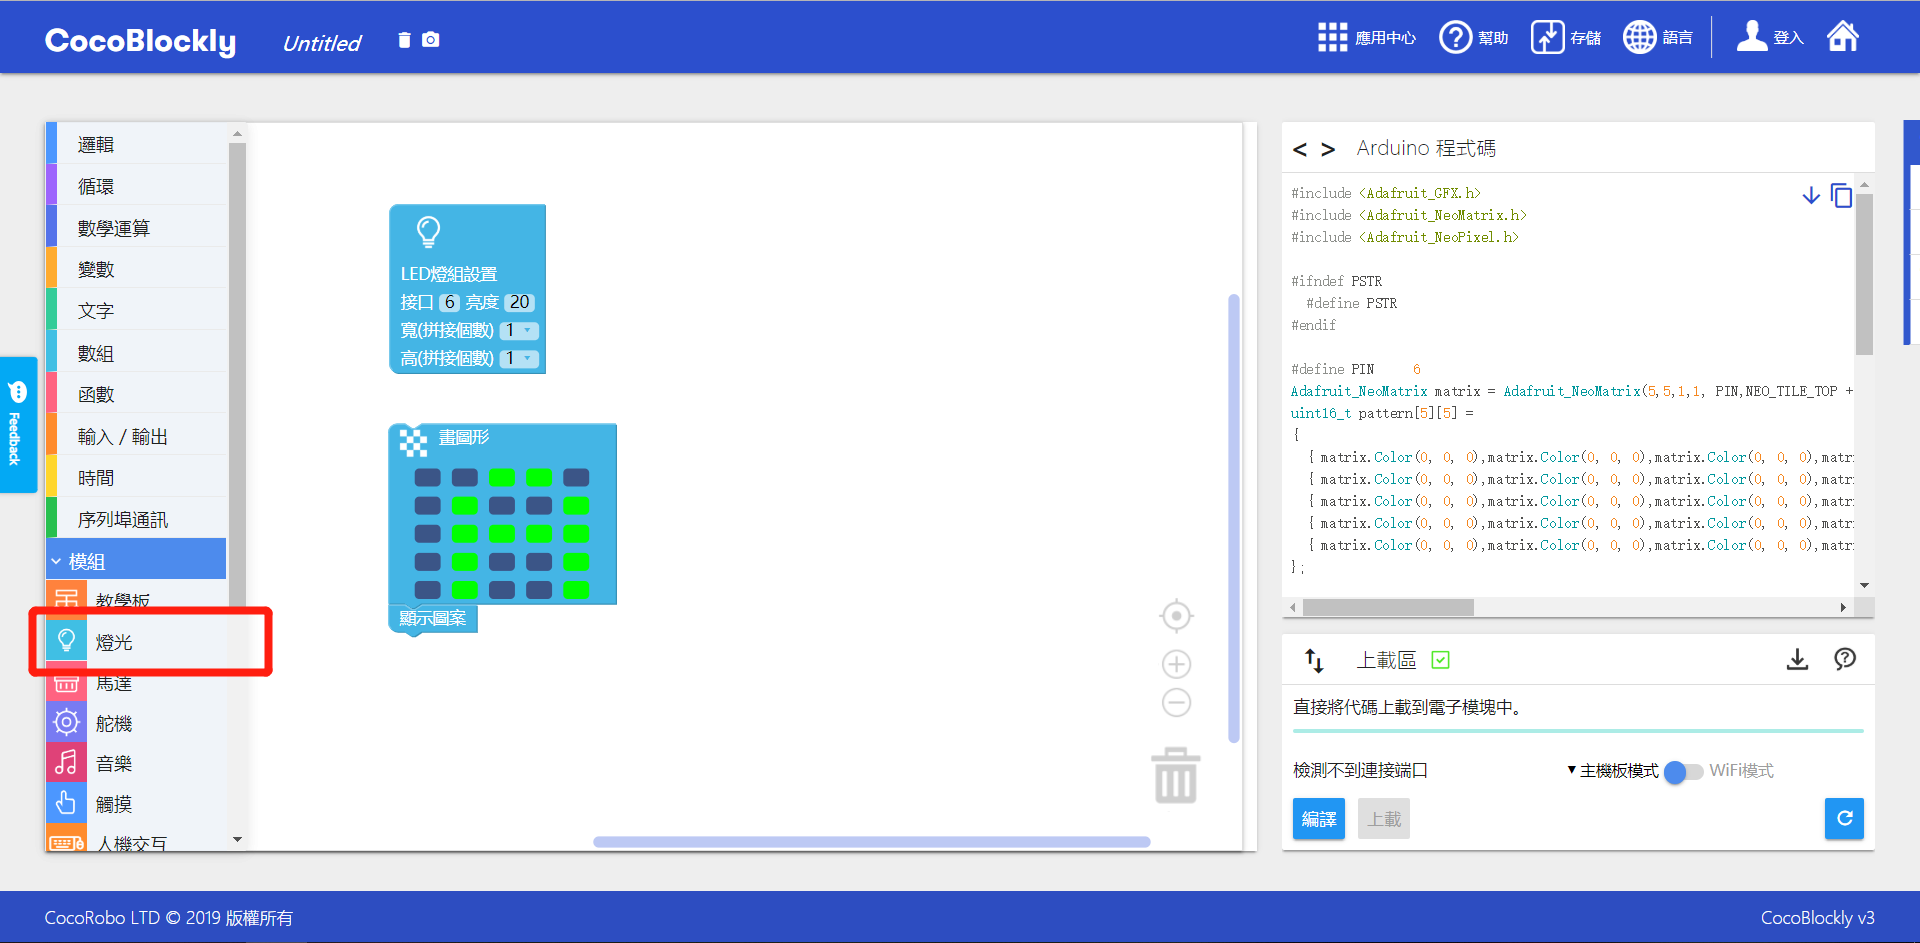 CocoBlockly
Untitled
應用中心
幫助
存儲
語言
登入
邏輯
循環
數學運算
變數
文字
數組
函數
輸入 / 輸出
時間
序列埠通訊
模組
教學板
燈光
馬達
舵機
音樂
觸摸
人機交互
Feedback
LED燈組設置
接口 6 亮度 20
寬(拼接個數) 1
高(拼接個數) 1
畫圖形
顯示圖案
< > Arduino 程式碼
#include <Adafruit_GFX.h>
#include <Adafruit_NeoMatrix.h>
#include <Adafruit_NeoPixel.h>
#ifndef PSTR
#define PSTR
#endif
#define PIN 6
Adafruit_NeoMatrix matrix = Adafruit_NeoMatrix(5,5,1,1, PIN,NEO_TILE_TOP +
uint16_t pattern[5][5] =
{
{ matrix.Color(0, 0, 0),matrix.Color(0, 0, 0),matrix.Color(0, 0, 0),matr
{ matrix.Color(0, 0, 0),matrix.Color(0, 0, 0),matrix.Color(0, 0, 0),matr
{ matrix.Color(0, 0, 0),matrix.Color(0, 0, 0),matrix.Color(0, 0, 0),matr
{ matrix.Color(0, 0, 0),matrix.Color(0, 0, 0),matrix.Color(0, 0, 0),matr
{ matrix.Color(0, 0, 0),matrix.Color(0, 0, 0),matrix.Color(0, 0, 0),matr
};
上載區
直接將代碼上載到電子模塊中。
檢測不到連接端口
主機板模式 WiFi模式
編譯 上載
CocoRobo LTD © 2019 版權所有
CocoBlockly v3